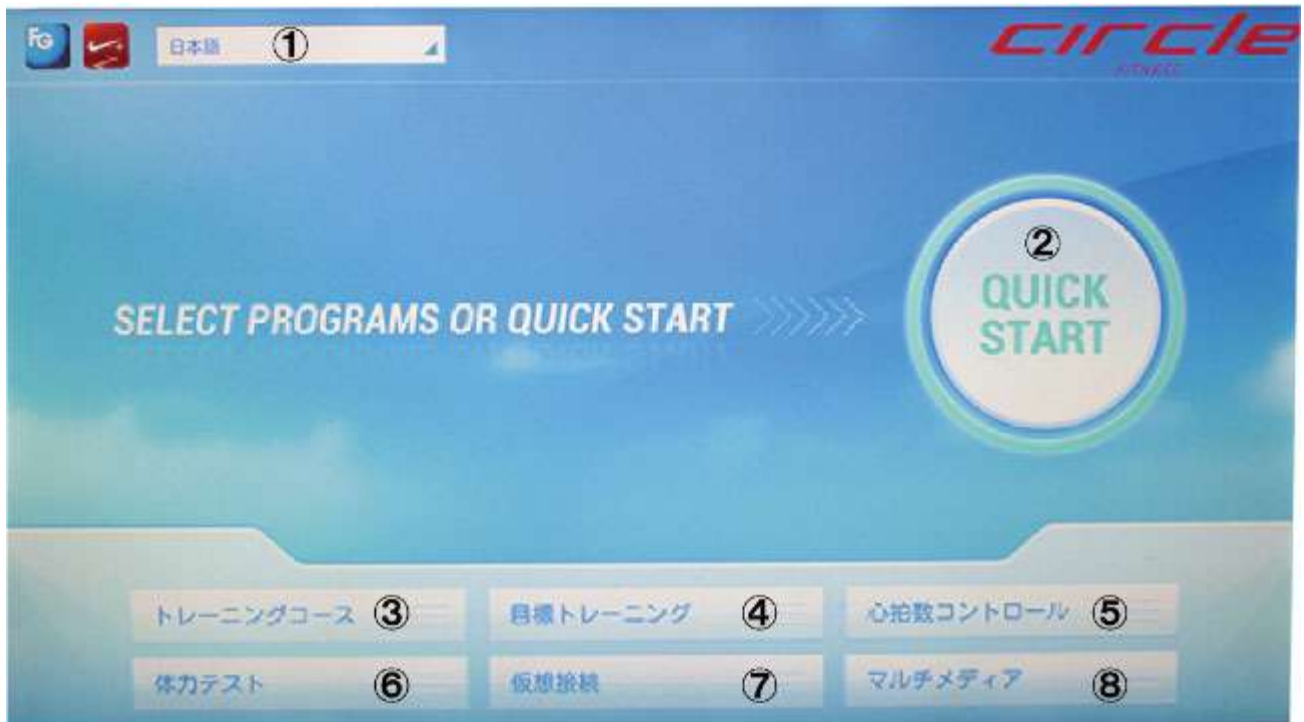 FG
日本語 ①
circle
FITNESS
②
QUICK
START
SELECT PROGRAMS OR QUICK START
トレーニングコース ③
目標トレーニング ④
心拍数コントロール ⑤
体力テスト ⑥
仮想接続 ⑦
マルチメディア ⑧